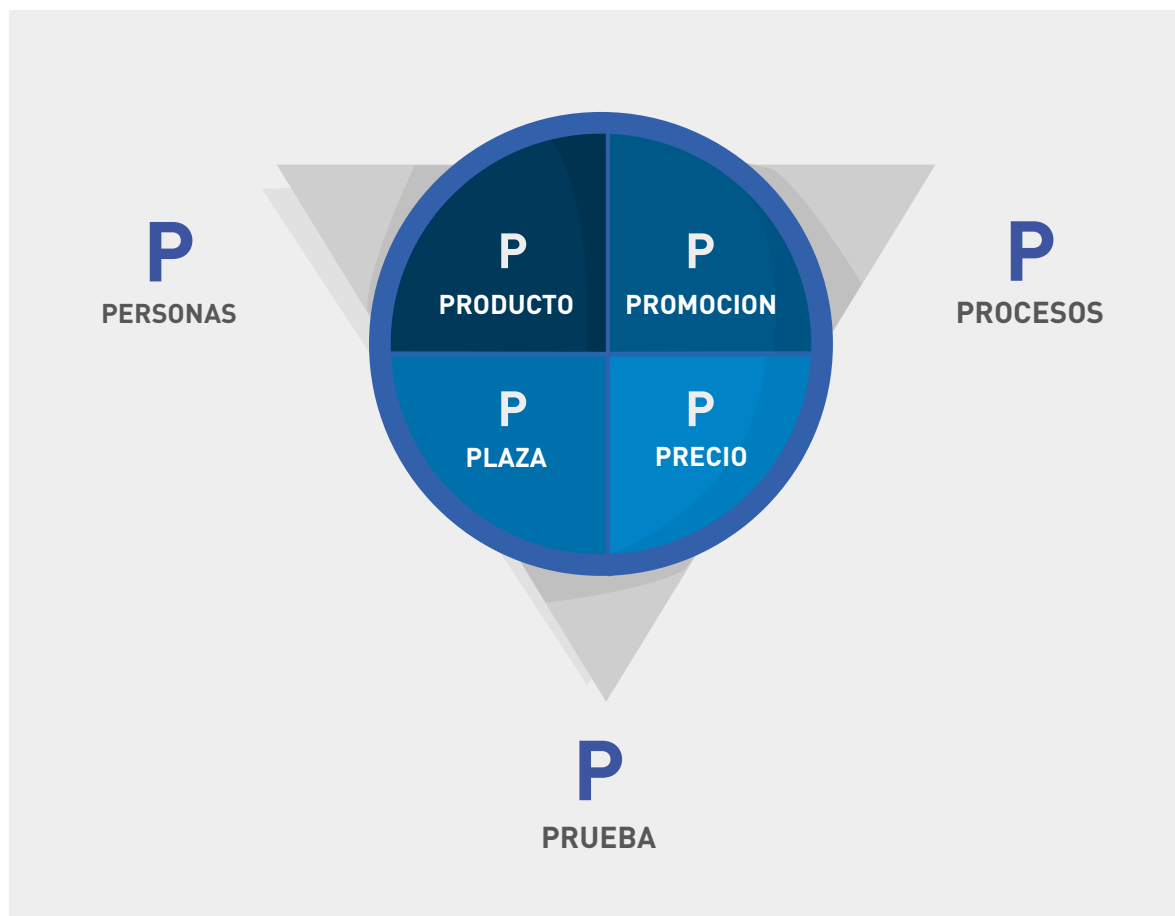 P
PERSONAS
P
PRODUCTO
P
PROMOCION
P
PROCESOS
P
PLAZA
P
PRECIO
P
PRUEBA